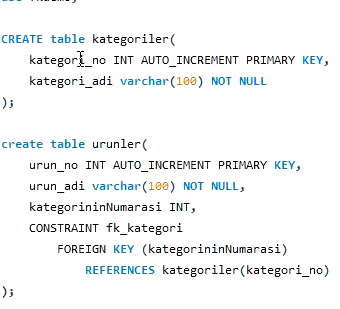 CREATE table kategoriler(
kategori_no INT AUTO_INCREMENT PRIMARY KEY,
kategori_adi varchar(100) NOT NULL
);
create table urunler(
urun_no INT AUTO_INCREMENT PRIMARY KEY,
urun_adi varchar(100) NOT NULL,
kategorininNumarasi INT,
CONSTRAINT fk_kategori
FOREIGN KEY (kategorininNumarasi)
REFERENCES kategoriler(kategori_no)
);